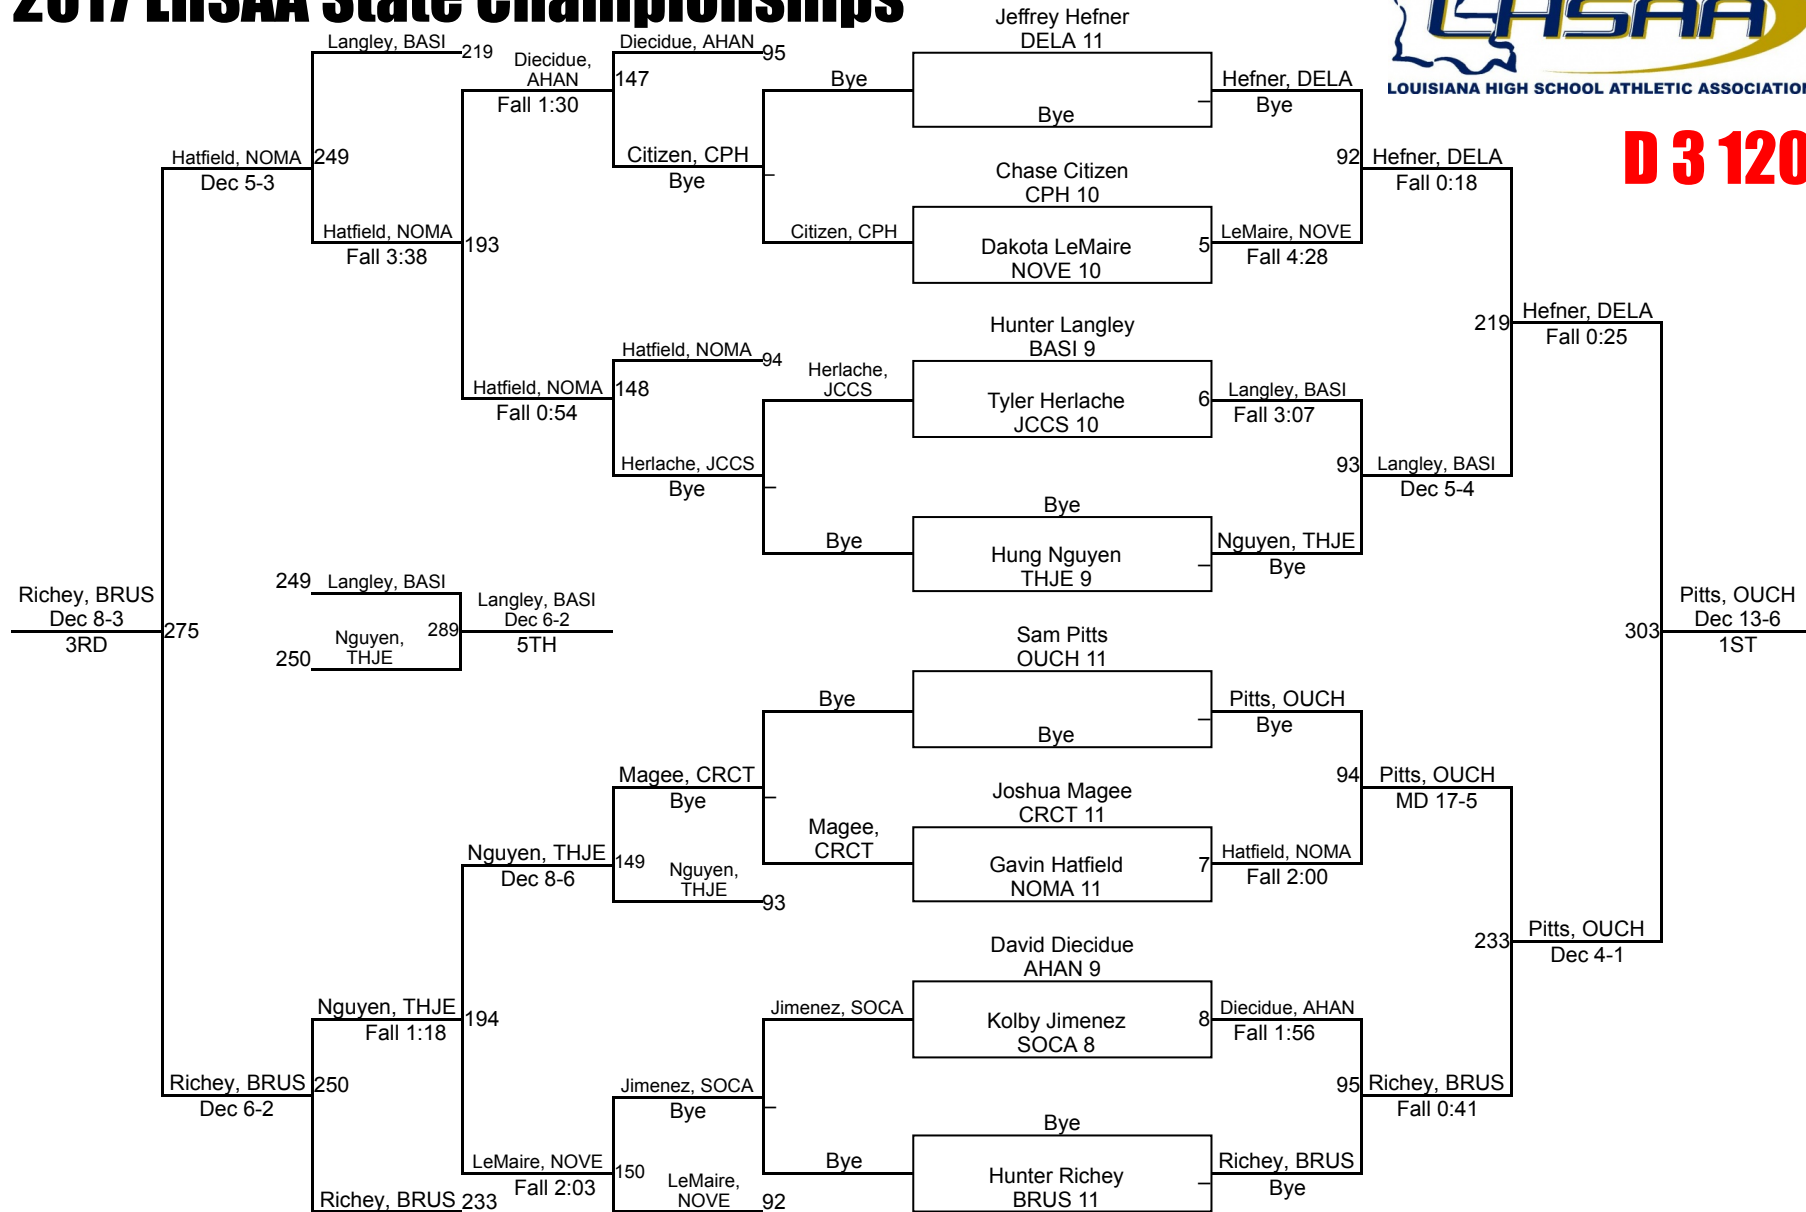 2017 LHSAA State Championships
LHSAA
LOUISIANA HIGH SCHOOL ATHLETIC ASSOCIATION
D 3 120
Langley, BASI
219
Hatfield, NOMA
Dec 5-3
249
Hatfield, NOMA
Fall 3:38
193
Diecidue,
AHAN
Fall 1:30
147
Diecidue, AHAN
95
Citizen, CPH
Bye
Bye
Citizen, CPH
Hatfield, NOMA
Fall 0:54
148
Hatfield, NOMA
94
Herlache, JCCS
Bye
Herlache,
JCCS
Bye
Richey, BRUS
Dec 8-3
3RD
275
249
Langley, BASI
250
Nguyen,
THJE
289
Langley, BASI
Dec 6-2
5TH
Nguyen, THJE
Dec 8-6
149
Magee, CRCT
Bye
Bye
Magee,
CRCT
Nguyen,
THJE
93
Nguyen, THJE
Fall 1:18
194
Richey, BRUS
Dec 6-2
250
LeMaire, NOVE
Fall 2:03
150
Jimenez, SOCA
Bye
Jimenez, SOCA
Bye
LeMaire,
NOVE
92
Richey, BRUS
233
Jeffrey Hefner
DELA 11
Bye
Hefner, DELA
Bye
Chase Citizen
CPH 10
Dakota LeMaire
NOVE 10
5
LeMaire, NOVE
Fall 4:28
92
Hefner, DELA
Fall 0:18
Hunter Langley
BASI 9
Tyler Herlache
JCCS 10
6
Langley, BASI
Fall 3:07
Bye
Hung Nguyen
THJE 9
Nguyen, THJE
Bye
93
Langley, BASI
Dec 5-4
219
Hefner, DELA
Fall 0:25
Sam Pitts
OUCH 11
Bye
Pitts, OUCH
Bye
Joshua Magee
CRCT 11
Gavin Hatfield
NOMA 11
7
Hatfield, NOMA
Fall 2:00
94
Pitts, OUCH
MD 17-5
David Diecidue
AHAN 9
Kolby Jimenez
SOCA 8
8
Diecidue, AHAN
Fall 1:56
Bye
Hunter Richey
BRUS 11
Richey, BRUS
Bye
95
Richey, BRUS
Fall 0:41
233
Pitts, OUCH
Dec 4-1
303
Pitts, OUCH
Dec 13-6
1ST